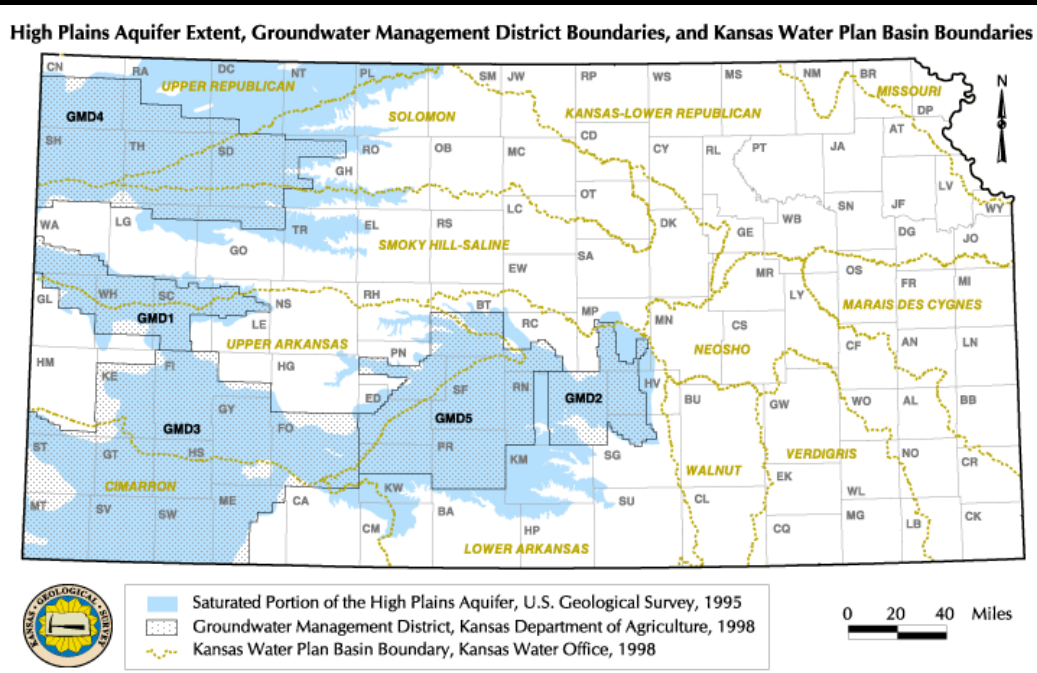 High Plains Aquifer Extent, Groundwater Management District Boundaries, and Kansas Water Plan Basin Boundaries
CN RA DC NT PL SM JW RP WS MS NM BR
UPPER REPUBLICAN
MISSOURI
DP
N
GMD4
SOLOMON
KANSAS-LOWER REPUBLICAN
AT
SH TH SD RO OB MC CD CY RL PT JA
GH
LV
OT
WY
LC
SN JF
WA LG TR EL RS DK WB
GE
DG
JO
GO
SMOKY HILL-SALINE
SA
EW
MR
OS
FR MI
GL WH SC NS RH BT MP LY
MARAIS DES CYGNES
GMD1
LE
RC
MN CS
UPPER ARKANSAS
NEOSHO
CF AN LN
HM FI HG PN
KE
ED SF RN HV
GMD2
BU GW WO AL BB
GY
GMD5
FO
GMD3
ST GT HS PR KM SG
VERDIGRIS
NO
CR
WALNUT
EK
CIMARRON
KW
WL
MT SV SW ME CA BA SU CL
MG LB CK
CM HP CQ
LOWER ARKANSAS
KANSAS · GEOLOGICAL · SURVEY
Saturated Portion of the High Plains Aquifer, U.S. Geological Survey, 1995
Groundwater Management District, Kansas Department of Agriculture, 1998
Kansas Water Plan Basin Boundary, Kansas Water Office, 1998
0 20 40 Miles